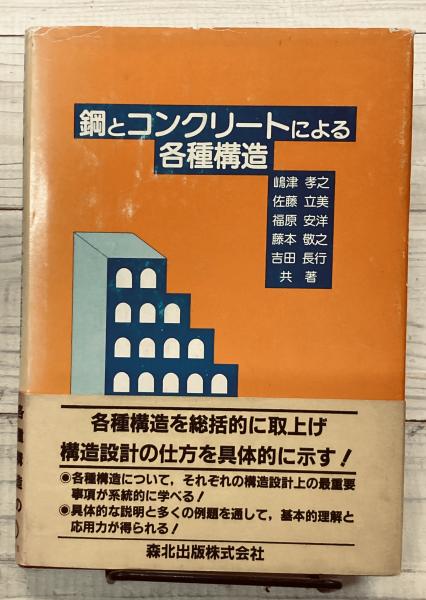 鋼とコンクリートによる
各種構造
嶋津 孝之
佐藤 立美
福原 安洋
藤本 敬之
吉田 長行
共 著
各種構造を総括的に取上げ
構造設計の仕方を具体的に示す!
◉各種構造について,それぞれの構造設計上の最重要
事項が系統的に学べる!
◉具体的な説明と多くの例題を通して,基本的理解と
応用力が得られる!
森北出版株式会社
各種構造の